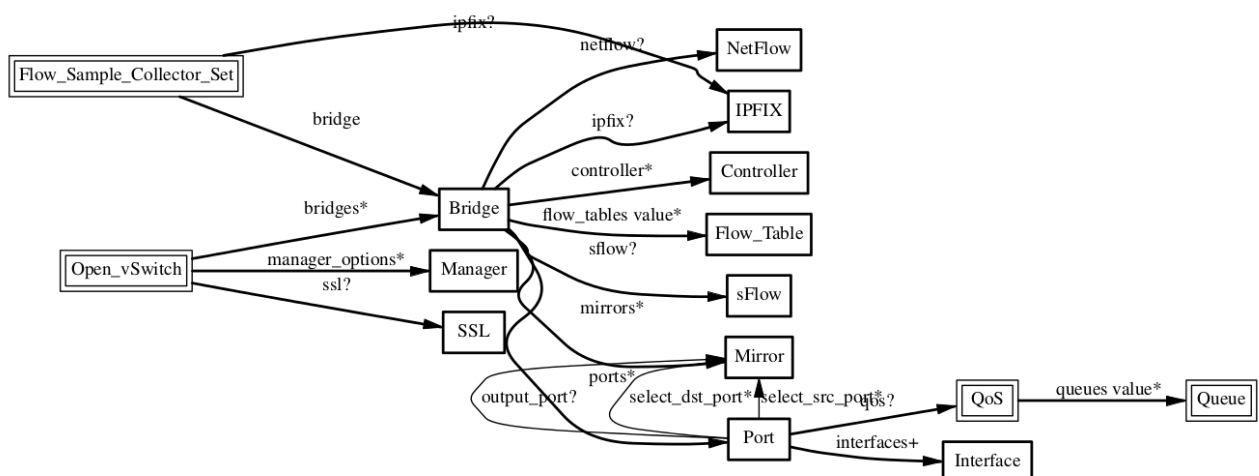 ipfix?
netflow?
NetFlow
Flow_Sample_Collector_Set
IPFIX
bridge
ipfix?
controller*
Controller
bridges*
Bridge
flow_tables value*
Flow_Table
sflow?
Open_vSwitch
manager_options*
Manager
ssl?
sFlow
mirrors*
SSL
Mirror
ports*
output_port?
select_dst_port*
select_src_port*
qos?
QoS
queues value*
Queue
Port
interfaces+
Interface